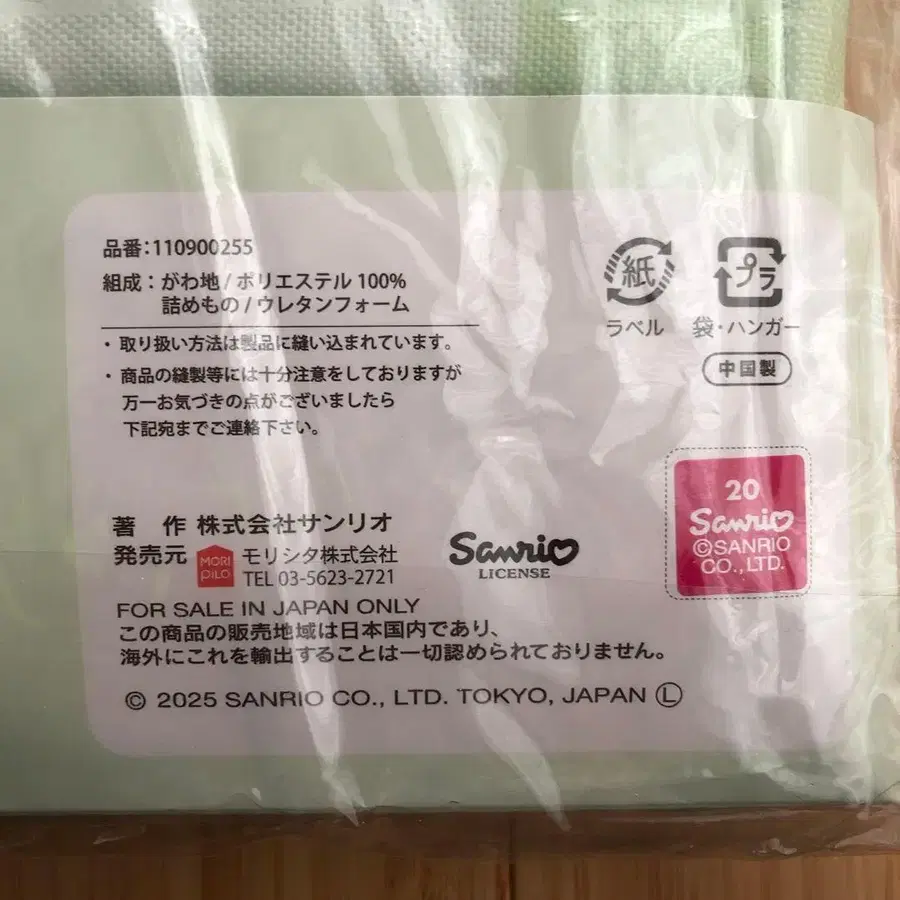 品番:110900255
組成:がわ地/ポリエステル 100%
詰めもの/ウレタンフォーム
・取り扱い方法は製品に縫い込まれています。
・商品の縫製等には十分注意をしておりますが
万一お気づきの点がございましたら
下記宛までご連絡下さい。
紙
ラベル
プラ
袋・ハンガー
中国製
20
Sanrio
©SANRIO
CO.,LTD.
著 作 株式会社サンリオ
発売元 MORIPiLO モリシタ株式会社
TEL 03-5623-2721
Sanrio
LICENSE
FOR SALE IN JAPAN ONLY
この商品の販売地域は日本国内であり、
海外にこれを輸出することは一切認められておりません。
© 2025 SANRIO CO., LTD. TOKYO, JAPAN Ⓛ